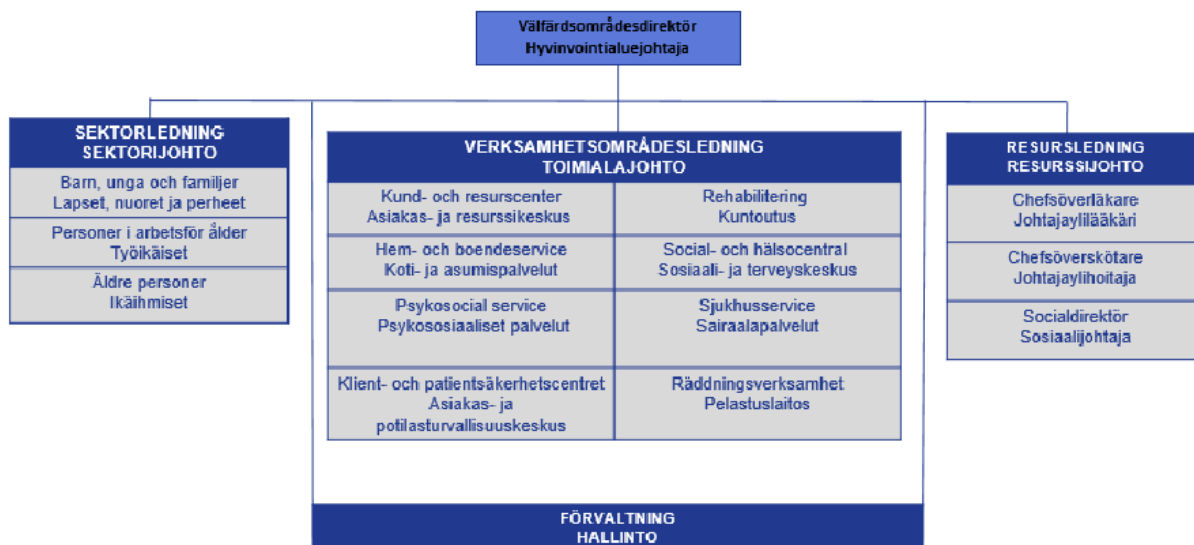 Välfärdsområdesdirektör
Hyvinvointialuejohtaja
SEKTORLEDNING
SEKTORIJOHTO
Barn, unga och familjer
Lapset, nuoret ja perheet
Personer i arbetsför ålder
Työikäiset
Äldre personer
Ikäihmiset
VERKSAMHETSOMRÅDESLEDNING
TOIMIALAJOHTO
Kund- och resurscenter
Asiakas- ja resurssikeskus
Rehabilitering
Kuntoutus
Hem- och boendeservice
Koti- ja asumispalvelut
Social- och hälsocentral
Sosiaali- ja terveyskeskus
Psykosocial service
Psykososiaaliset palvelut
Sjukhusservice
Sairaalapalvelut
Klient- och patientsäkerhetscentret
Asiakas- ja
potilasturvallisuuskeskus
Räddningsverksamhet
Pelastuslaitos
RESURSLEDNING
RESURSSIJOHTO
Chefsöverläkare
Johtajaylilääkäri
Chefsöverskötare
Johtajaylihoitaja
Socialdirektör
Sosiaalijohtaja
FÖRVALTNING
HALLINTO